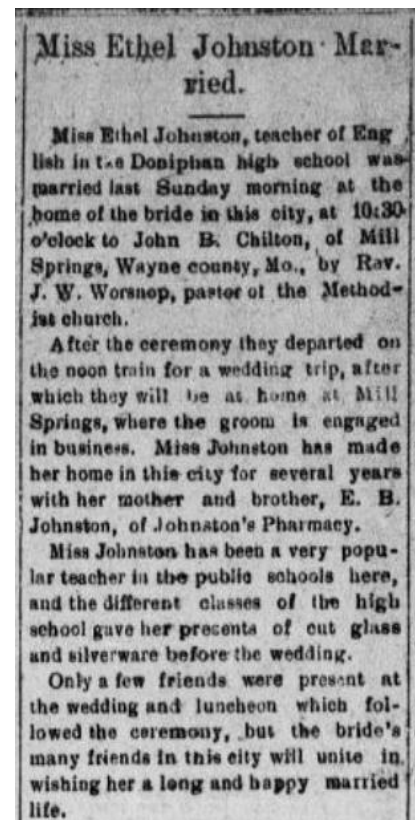 Miss Ethel Johnston Mar-
ried.
Miss Ethel Johnston, teacher of Eng
lish in the Doniphan high school was
married last Sunday morning at the
home of the bride in this city, at 10:30
o'clock to John B. Chilton, of Mill
Springs, Wayne county, Mo., by Rev.
J. W. Worsnop, pastor of the Method-
ist church.
After the ceremony they departed on
the noon train for a wedding trip, after
which they will be at home at Mill
Springs, where the groom is engaged
in business. Miss Johnston has made
her home in this city for several years
with her mother and brother, E. B.
Johnston, of Johnston's Pharmacy.
Miss Johnston has been a very popu-
lar teacher in the public schools here,
and the different classes of the high
school gave her presents of cut glass
and silverware before the wedding.
Only a few friends were present at
the wedding and luncheon which fol-
lowed the ceremony, but the bride's
many friends in this city will unite in
wishing her a long and happy married
life.